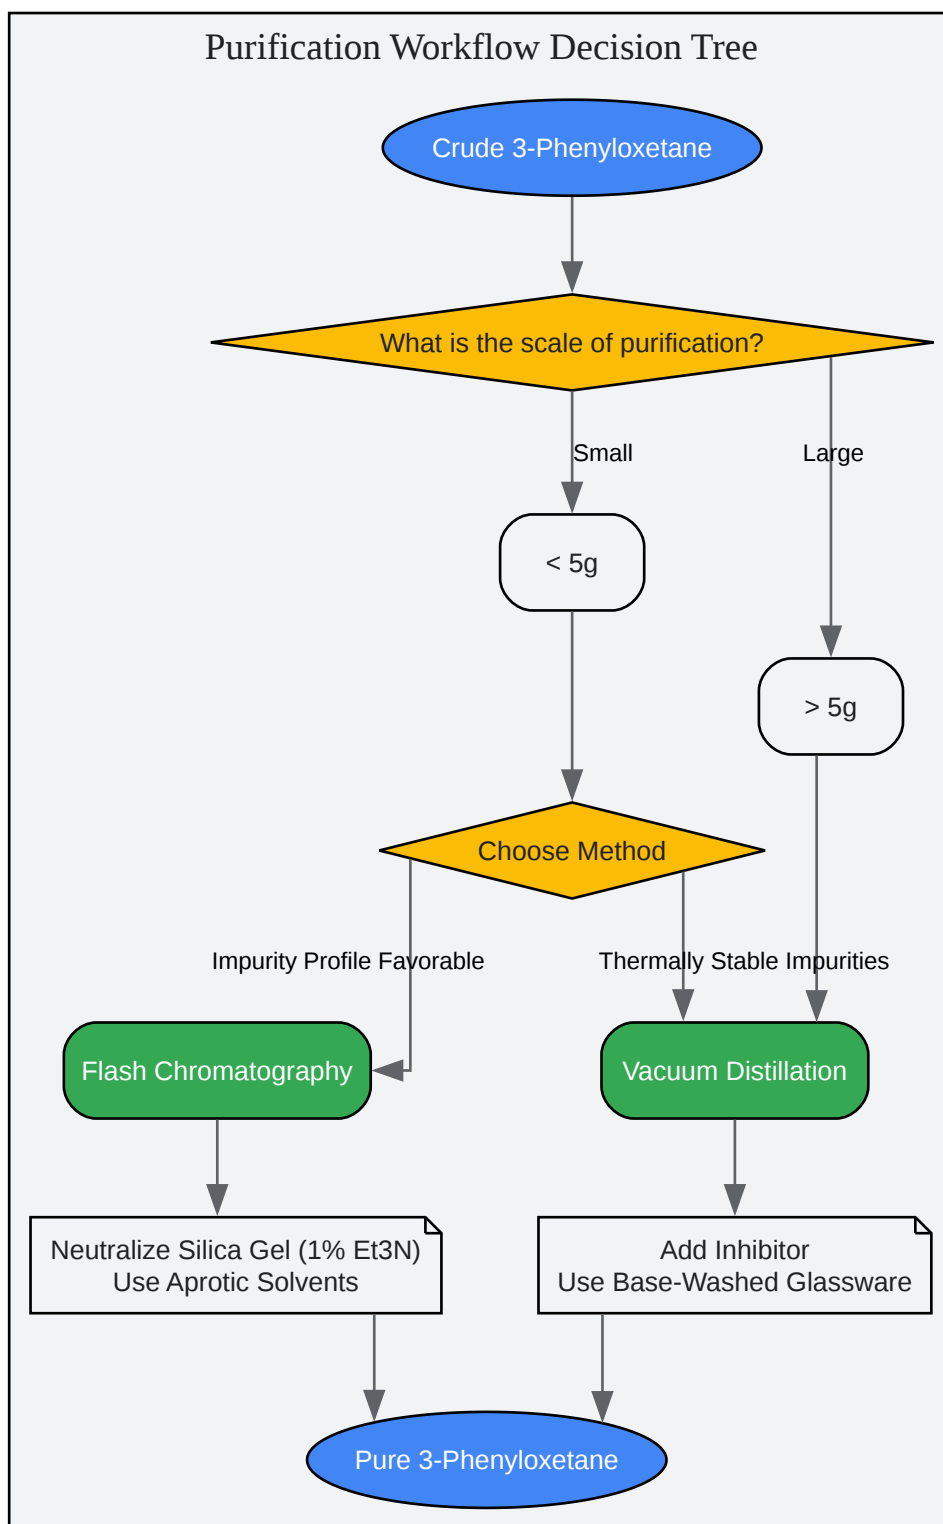 Purification Workflow Decision Tree
Crude 3-Phenyloxetane
What is the scale of purification?
Small
Large
< 5g
> 5g
Choose Method
Impurity Profile Favorable
Thermally Stable Impurities
Flash Chromatography
Vacuum Distillation
Neutralize Silica Gel (1% Et3N)
Use Aprotic Solvents
Add Inhibitor
Use Base-Washed Glassware
Pure 3-Phenyloxetane